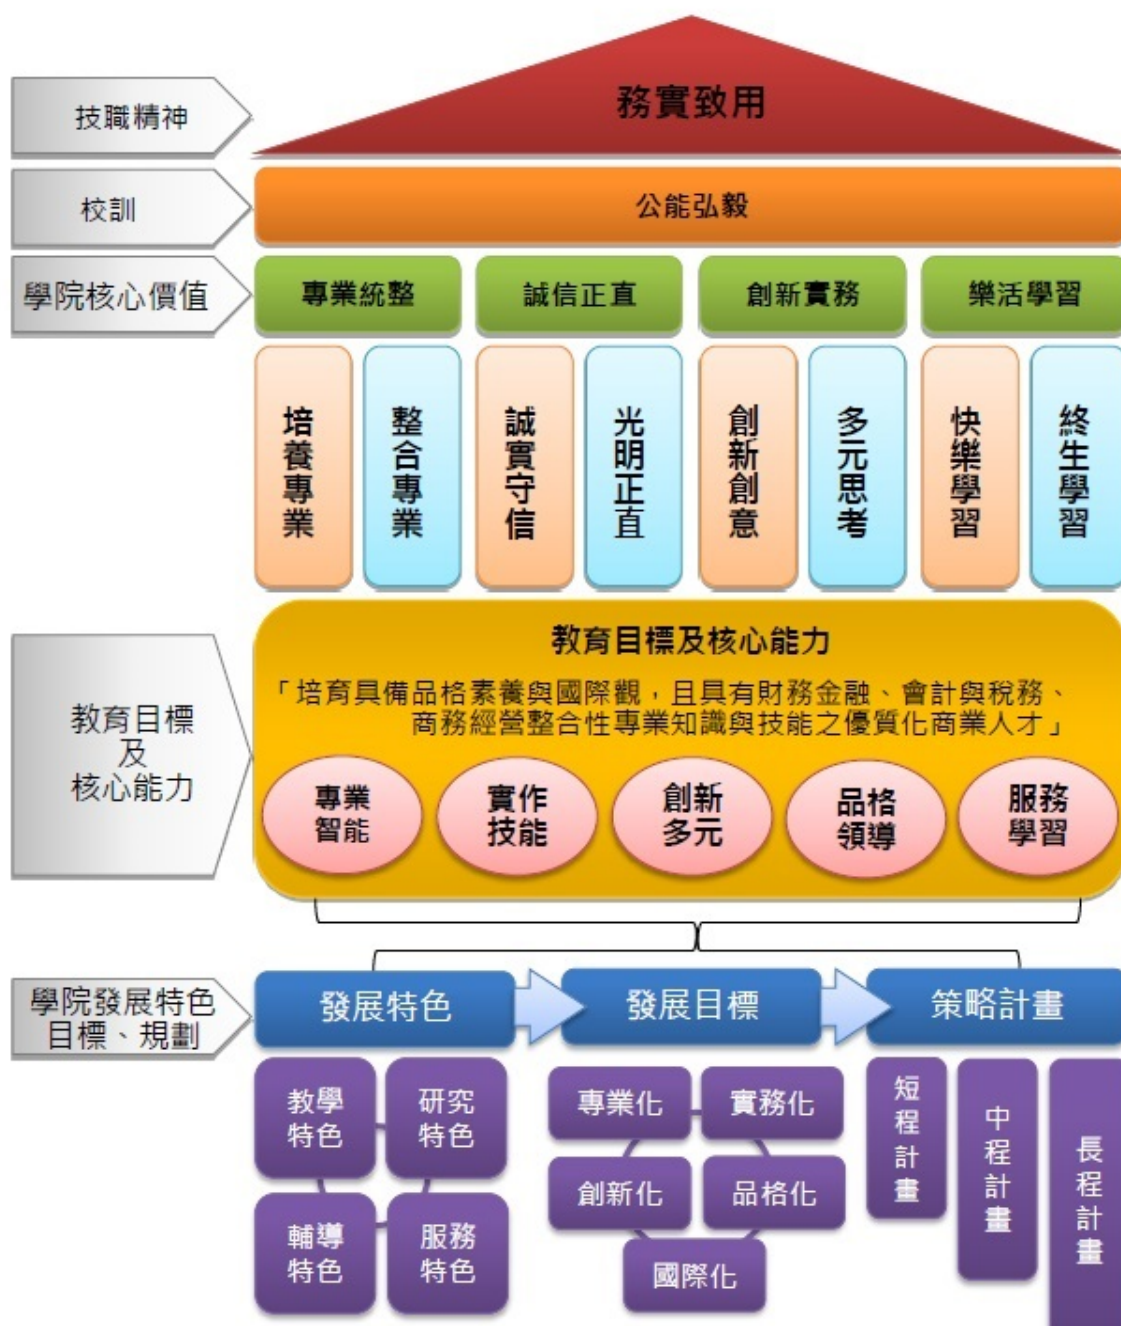 務實致用
技職精神
校訓
公能弘毅
學院核心價值
專業統整
誠信正直
創新實務
樂活學習
培養專業
整合專業
誠實守信
光明正直
創新創意
多元思考
快樂學習
終生學習
教育目標
及
核心能力
教育目標及核心能力
「培育具備品格素養與國際觀，且具有財務金融、會計與稅務、
商務經營整合性專業知識與技能之優質化商業人才」
專業
智能
實作
技能
創新
多元
品格
領導
服務
學習
學院發展特色
目標、規劃
發展特色
發展目標
策略計畫
教學
特色
研究
特色
輔導
特色
服務
特色
專業化
實務化
創新化
品格化
國際化
短程計畫
中程計畫
長程計畫